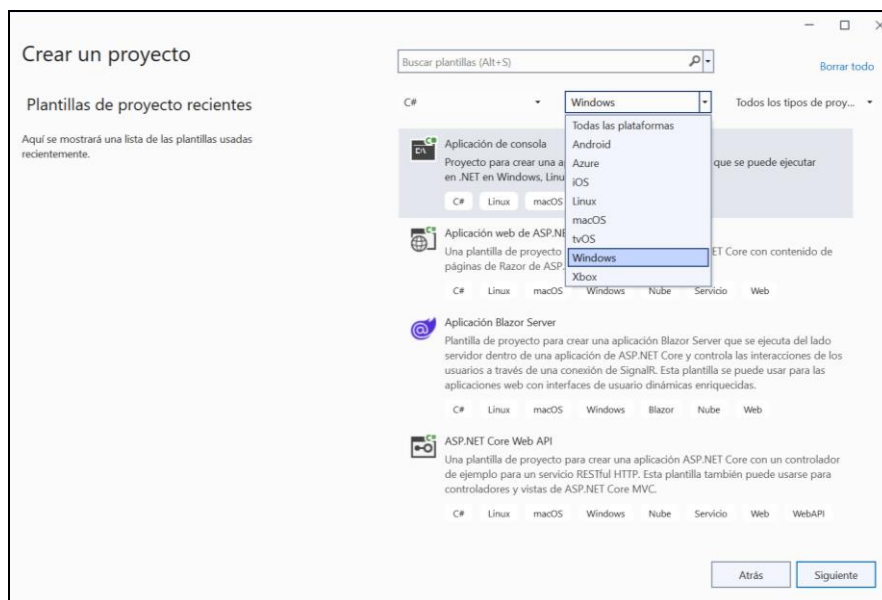 Crear un proyecto
Buscar plantillas (Alt+S)
Borrar todo
Plantillas de proyecto recientes
Aquí se mostrará una lista de las plantillas usadas
recientemente.
C#
Windows
Todos los tipos de proy...
Todas las plataformas
Android
Azure
iOS
Linux
macOS
tvOS
Windows
Xbox
Aplicación de consola
Proyecto para crear una que se puede ejecutar
en .NET en Windows,
C# Linux macOS
Aplicación web de
Una plantilla de proyecto Core con contenido de
páginas de Razor de
C# Linux macOS Windows Nube Servicio Web
Aplicación Blazor Server
Plantilla de proyecto para crear una aplicación Blazor Server que se ejecuta del lado
servidor dentro de una aplicación de ASP.NET Core y controla las interacciones de los
usuarios a través de una conexión de SignalR. Esta plantilla se puede usar para las
aplicaciones web con interfaces de usuario dinámicas enriquecidas.
C# Linux macOS Windows Blazor Nube Web
ASP.NET Core Web API
Una plantilla de proyecto para crear una aplicación ASP.NET Core con un controlador
de ejemplo para un servicio RESTful HTTP. Esta plantilla también puede usarse para
controladores y vistas de ASP.NET Core MVC.
C# Linux macOS Windows Nube Servicio Web WebAPI
Atrás Siguiente